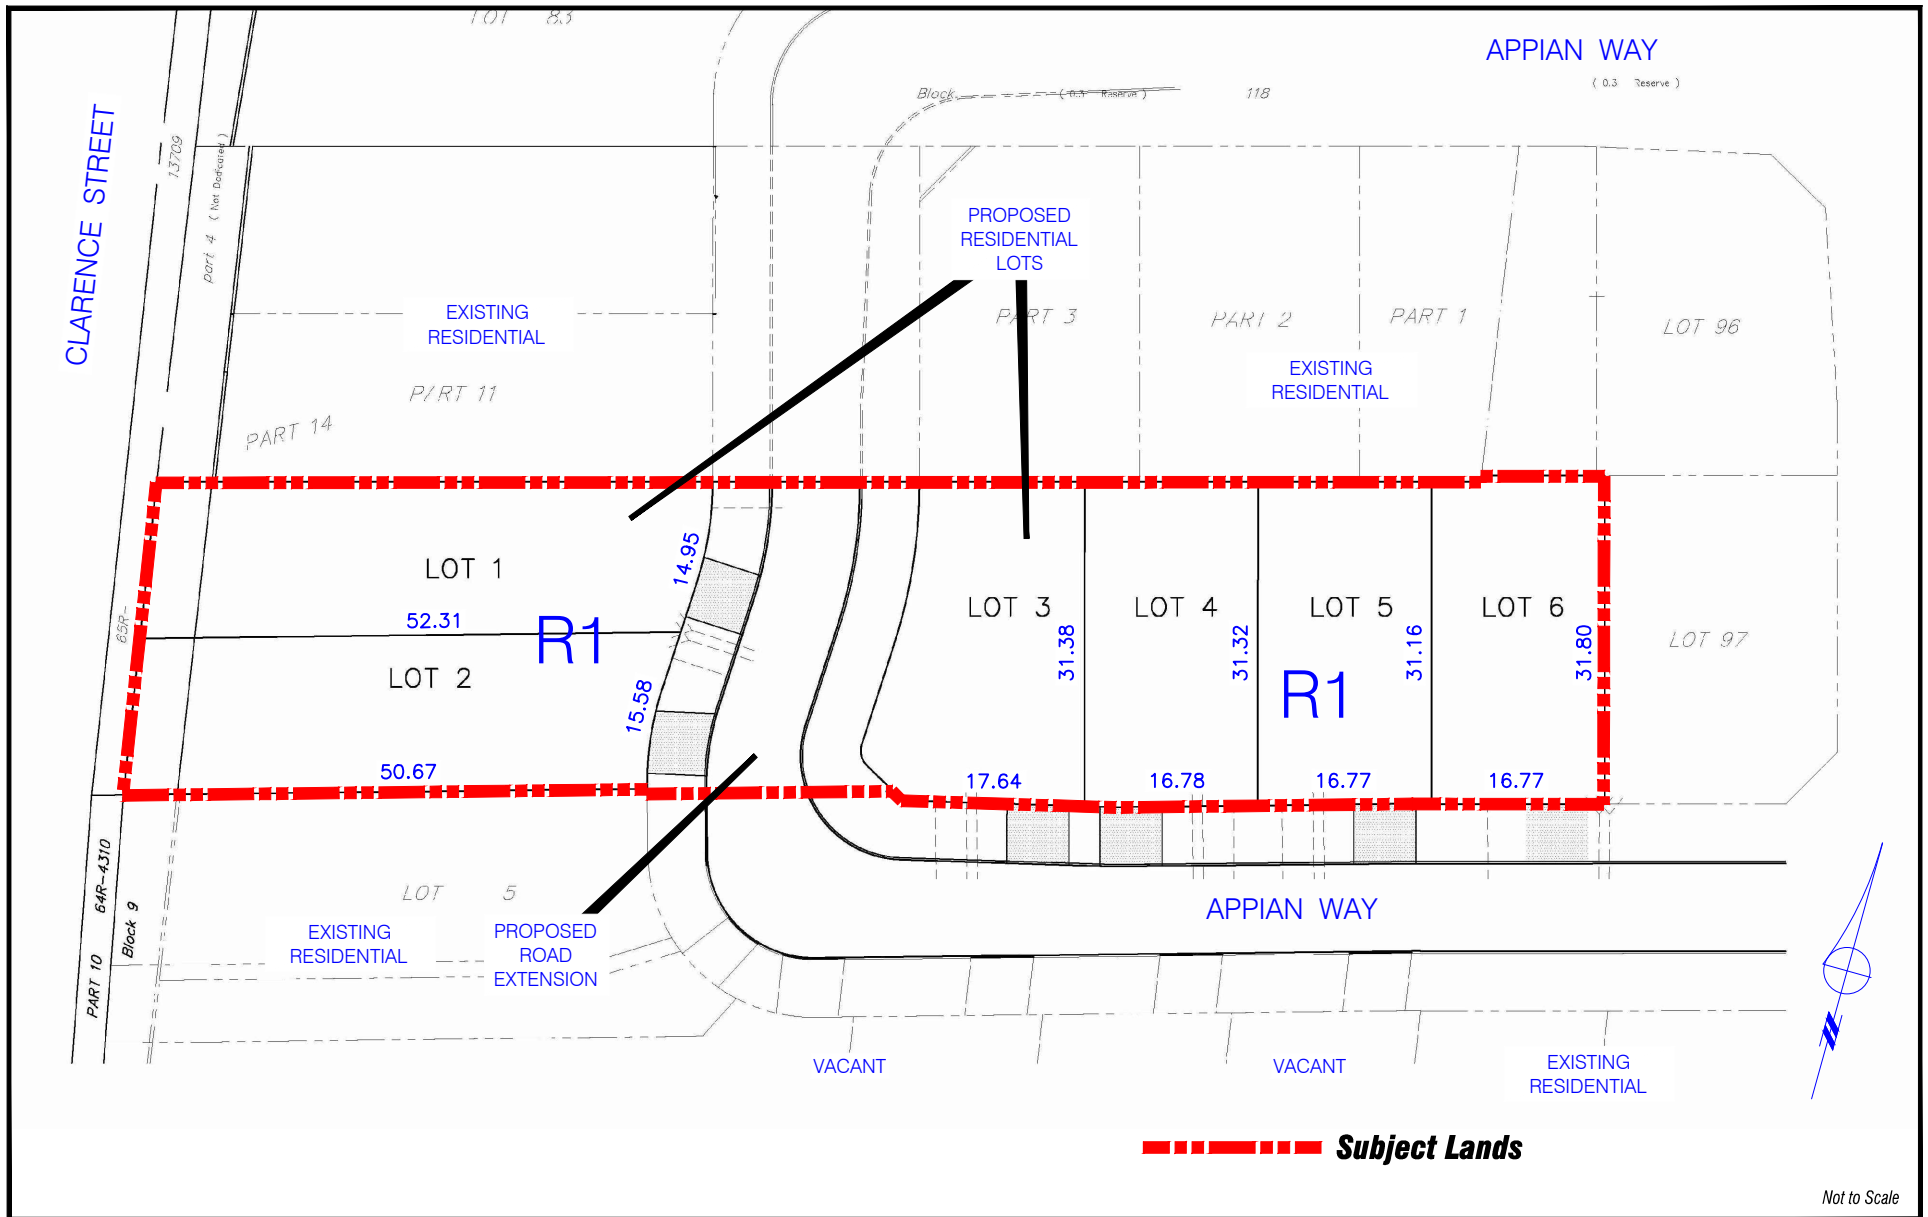 LOT 83
APPIAN WAY
( 0.3 Reserve )
Block
( 0.3 Reserve )
118
CLARENCE STREET
13709
part 4 ( Not Dedicated )
PROPOSED
RESIDENTIAL
LOTS
EXISTING
RESIDENTIAL
PART 3
PART 2
PART 1
LOT 96
EXISTING
RESIDENTIAL
PART 11
PART 14
LOT 1
14.95
52.31
R1
65R-
LOT 2
15.58
50.67
LOT 3
31.38
LOT 4
31.32
LOT 5
31.16
LOT 6
31.80
R1
LOT 97
17.64
16.78
16.77
16.77
64R-4310
PART 10
Block 9
LOT 5
EXISTING
RESIDENTIAL
PROPOSED
ROAD
EXTENSION
APPIAN WAY
VACANT
VACANT
EXISTING
RESIDENTIAL
Subject Lands
Not to Scale